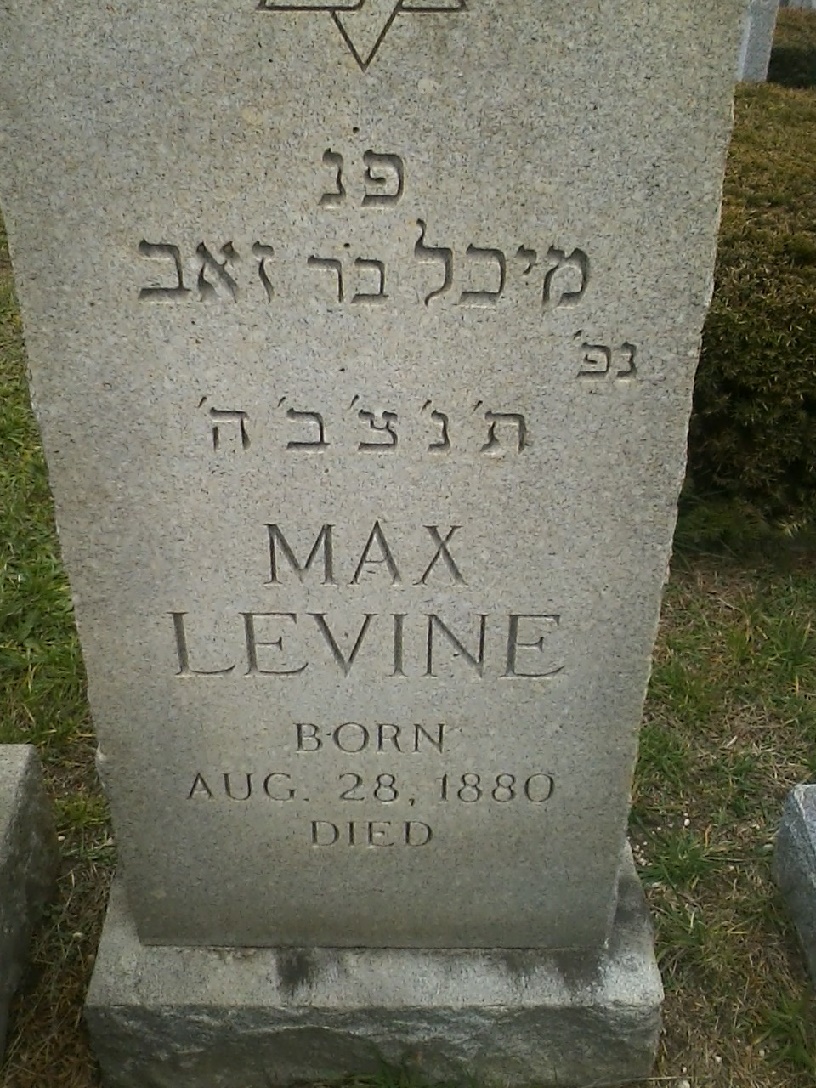 פנ
מיכל בר זאב
נפ'
ת' נ' צ' ב' ה'
MAX
LEVINE
BORN
AUG. 28, 1880
DIED